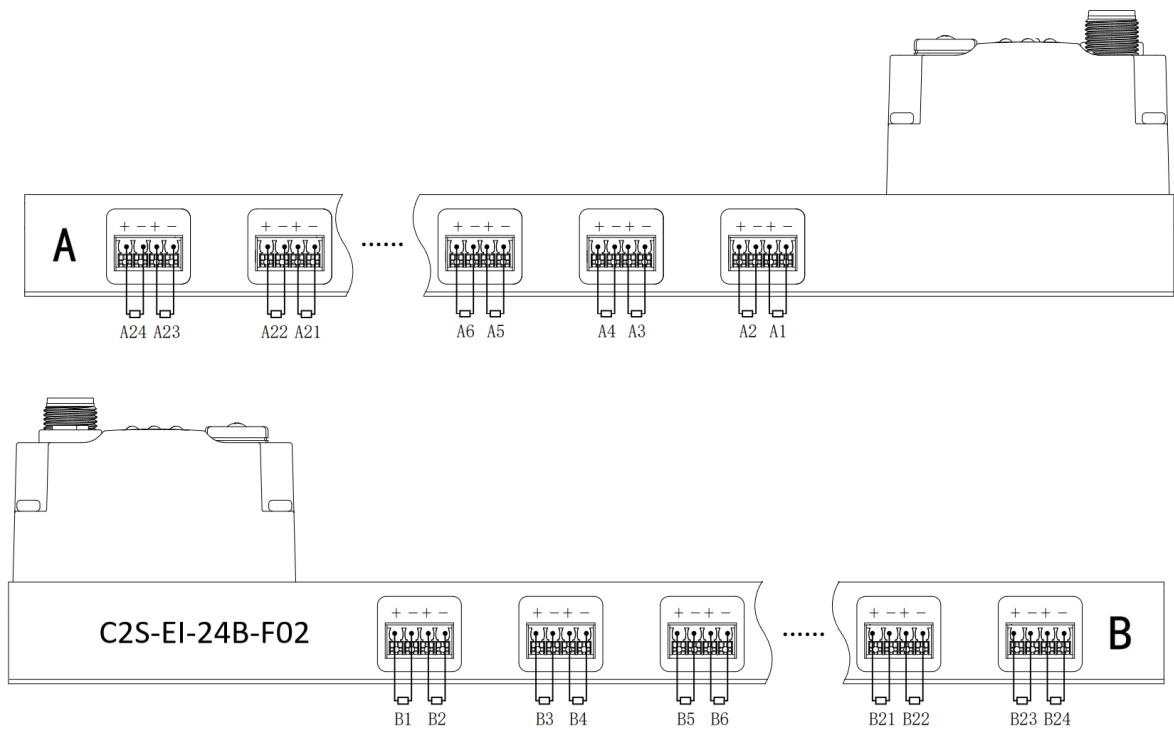 A
+ - + -
+ - + -
......
+ - + -
+ - + -
+ - + -
A24 A23
A22 A21
A6 A5
A4 A3
A2 A1
C2S-EI-24B-F02
+ - + -
+ - + -
+ - + -
......
+ - + -
+ - + -
B
B1 B2
B3 B4
B5 B6
B21 B22
B23 B24